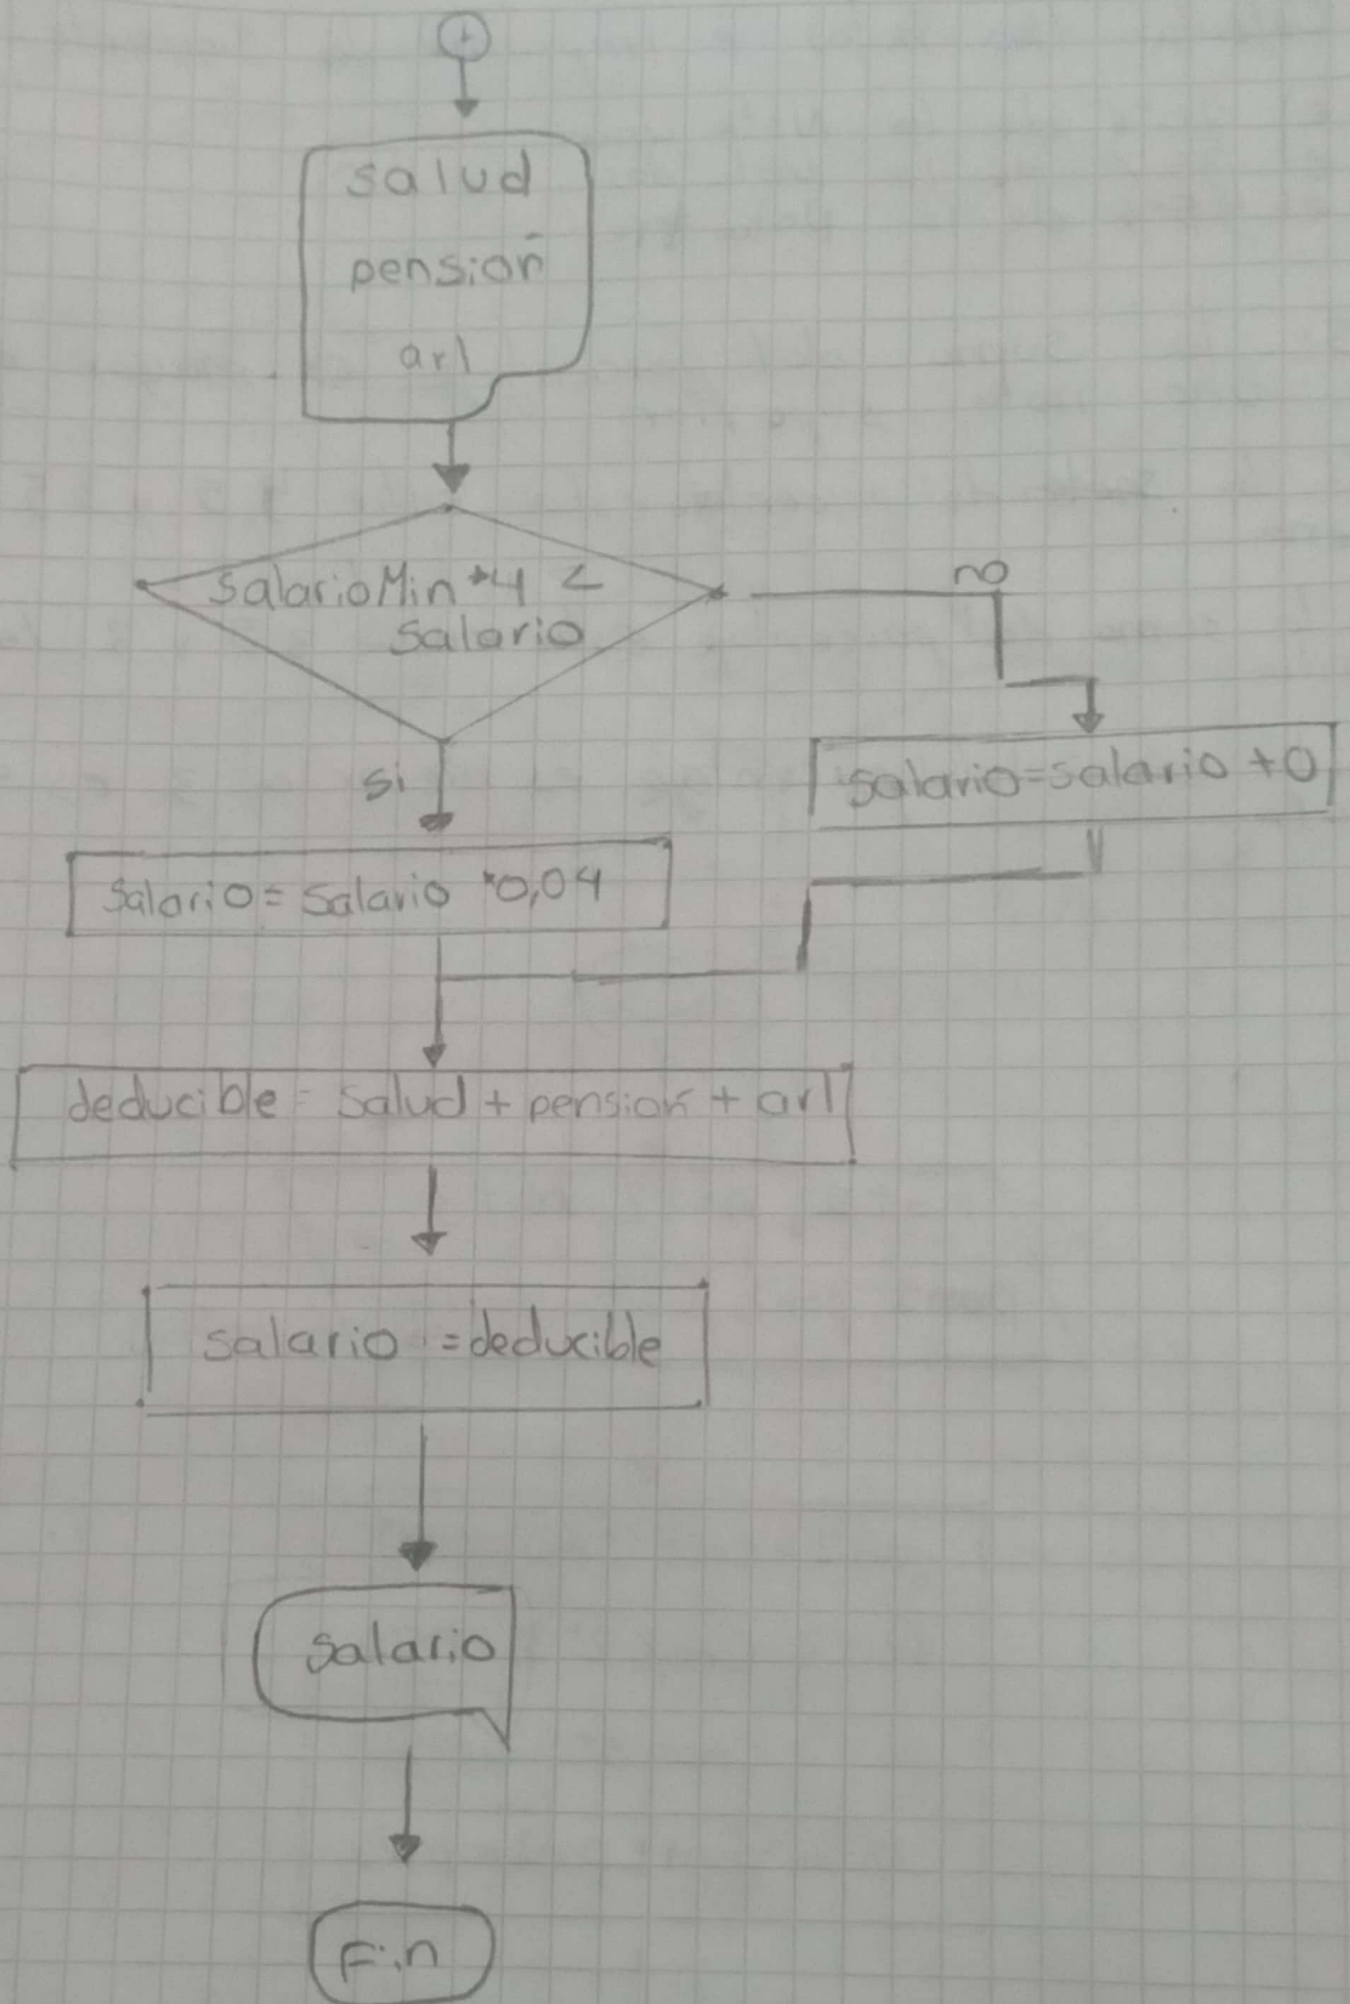 salud
pensión
arl
SalarioMin *4 <
Salario
no
si
salario=salario +0
Salario= Salario *0,04
deducible = Salud + pension + arl
salario =deducible
Salario
Fin